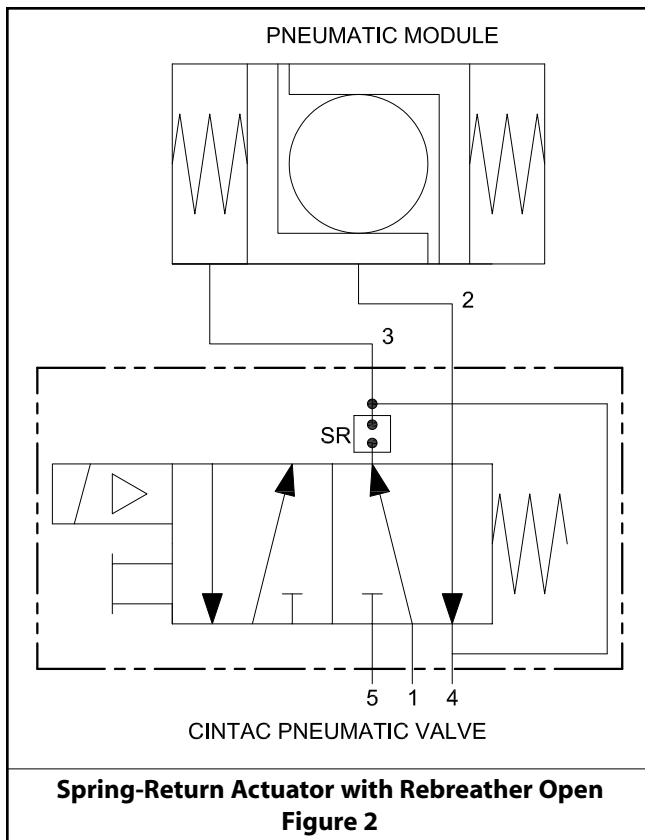 PNEUMATIC MODULE
2
3
SR
5 1 4
CINTAC PNEUMATIC VALVE
Spring-Return Actuator with Rebreather Open
Figure 2